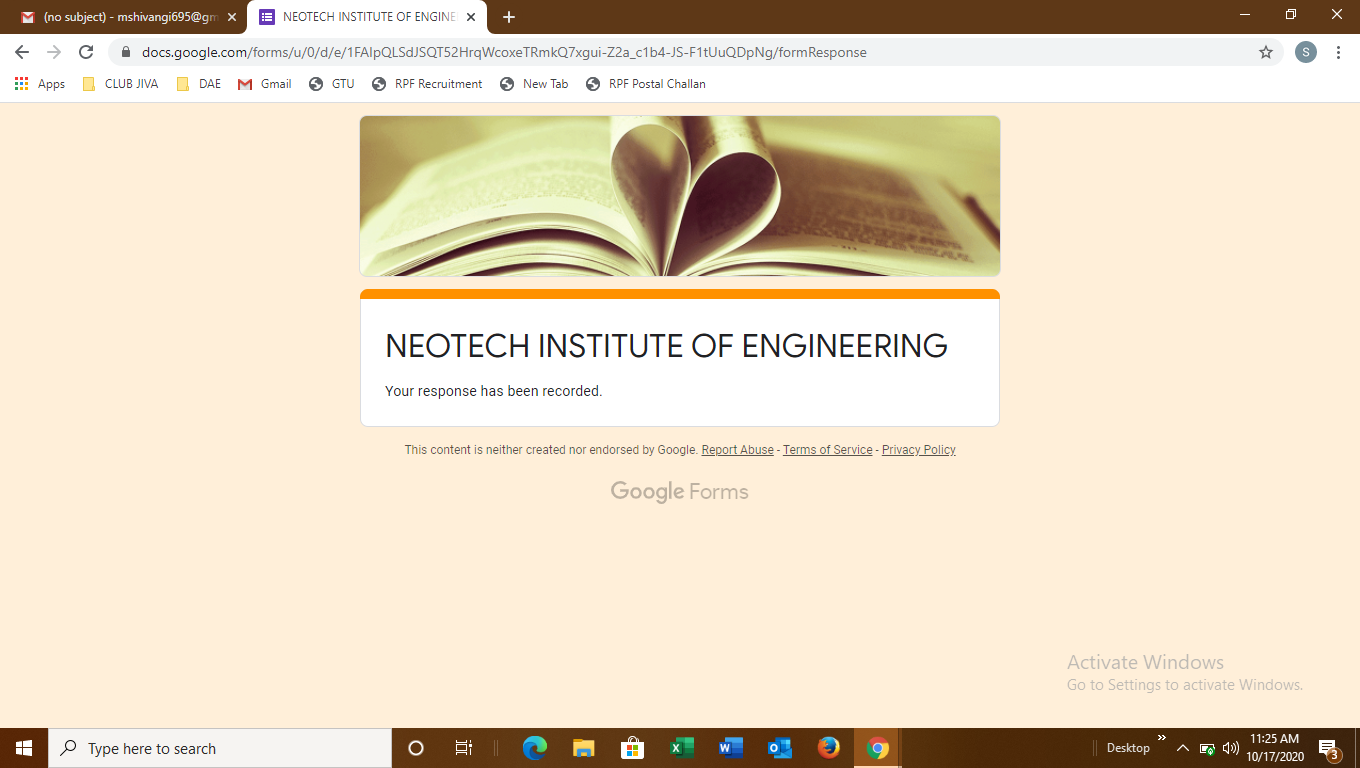 (no subject) - mshivangi695@gm
NEOTECH INSTITUTE OF ENGINE
docs.google.com/forms/u/0/d/e/1FAIpQLSdJSQT52HrqWcoxeTRmkQ7xgui-Z2a_c1b4-JS-F1tUuQDpNg/formResponse
S
Apps CLUB JIVA DAE Gmail GTU RPF Recruitment New Tab RPF Postal Challan
NEOTECH INSTITUTE OF ENGINEERING
Your response has been recorded.
This content is neither created nor endorsed by Google. Report Abuse - Terms of Service - Privacy Policy
Google Forms
Activate Windows
Go to Settings to activate Windows.
Type here to search
Desktop
11:25 AM
10/17/2020
3